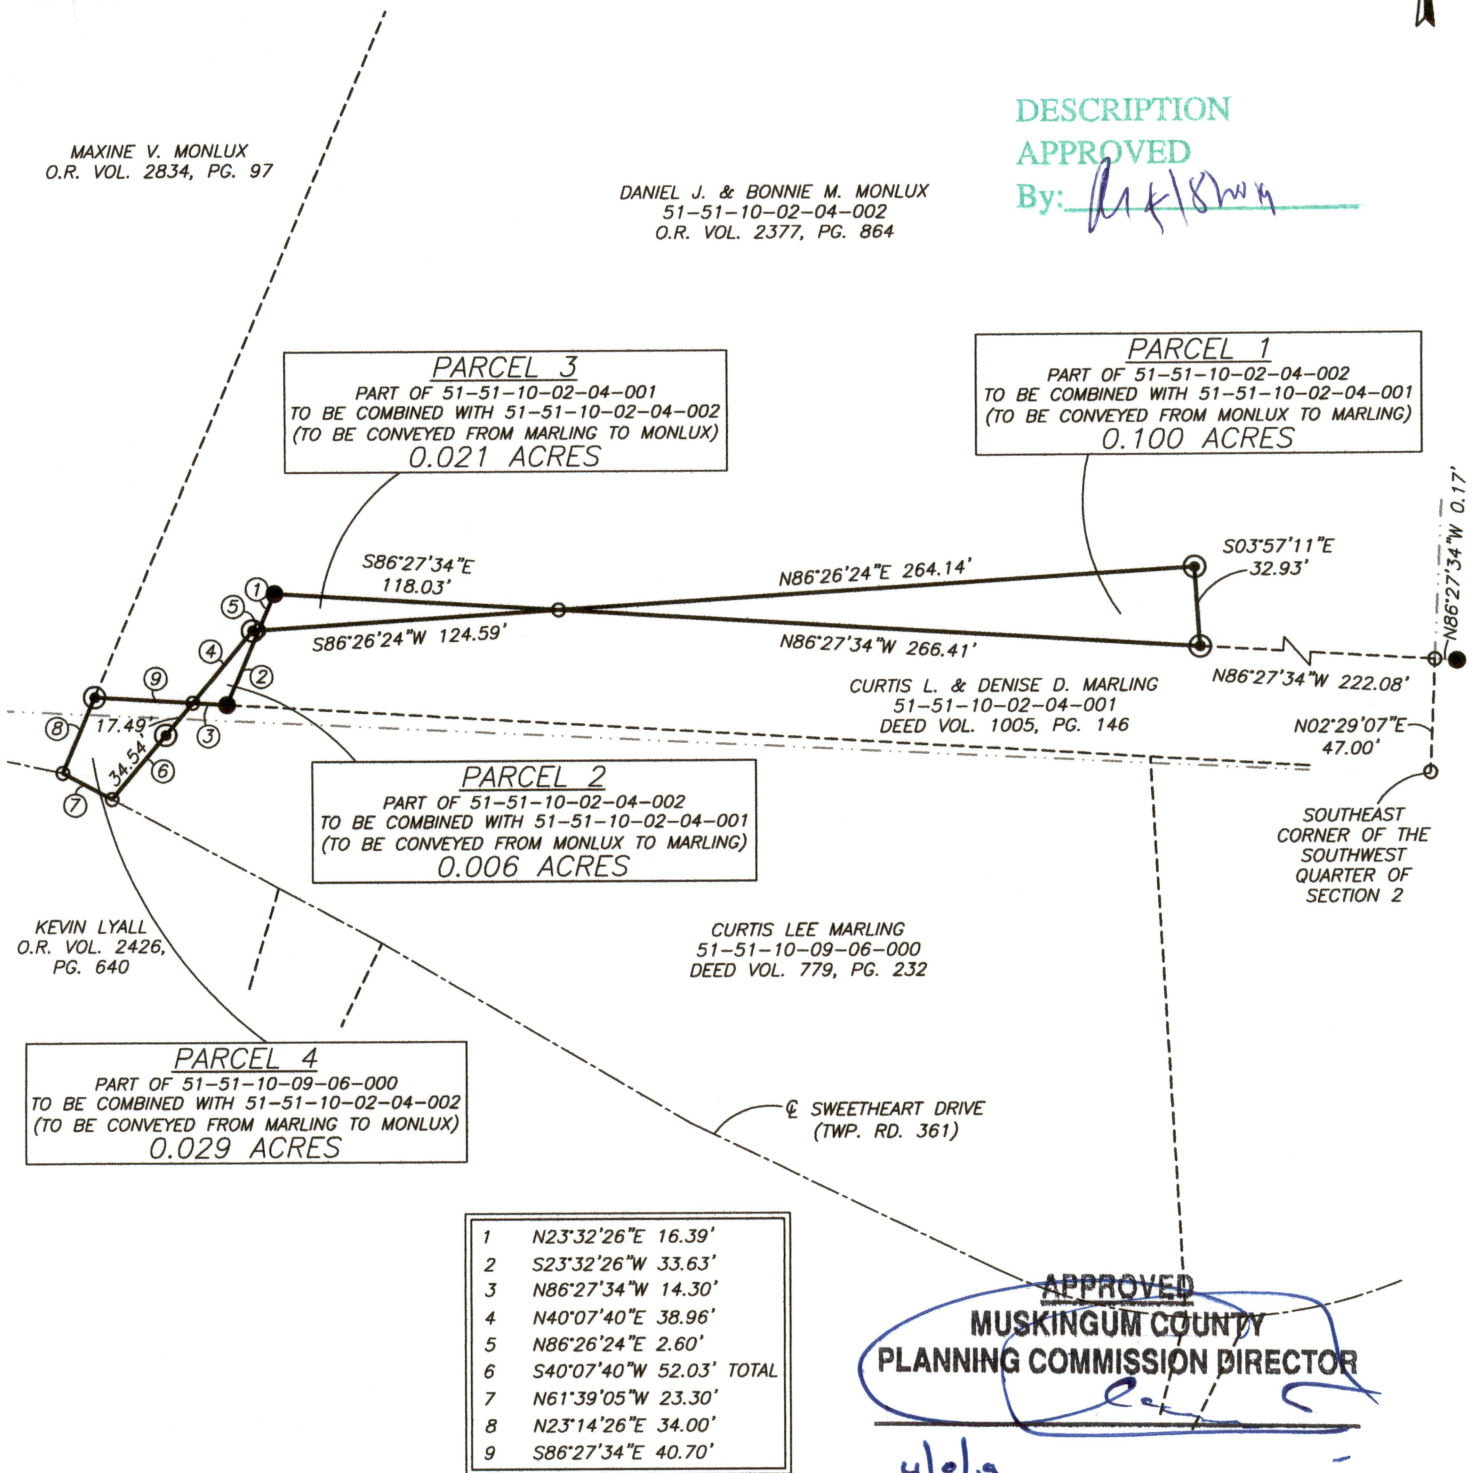 DESCRIPTION
APPROVED
By:
MAXINE V. MONLUX
O.R. VOL. 2834, PG. 97
DANIEL J. & BONNIE M. MONLUX
51-51-10-02-04-002
O.R. VOL. 2377, PG. 864
PARCEL 3
PART OF 51-51-10-02-04-001
TO BE COMBINED WITH 51-51-10-02-04-002
(TO BE CONVEYED FROM MARLING TO MONLUX)
0.021 ACRES
PARCEL 1
PART OF 51-51-10-02-04-002
TO BE COMBINED WITH 51-51-10-02-04-001
(TO BE CONVEYED FROM MONLUX TO MARLING)
0.100 ACRES
S86°27'34"E
118.03'
N86°26'24"E 264.14'
S03°57'11"E
32.93'
N86°27'34"W 0.17'
1
5
S86°26'24"W 124.59'
N86°27'34"W 266.41'
4
2
9
N86°27'34"W 222.08'
CURTIS L. & DENISE D. MARLING
51-51-10-02-04-001
DEED VOL. 1005, PG. 146
N02°29'07"E
47.00'
8
17.49'
3
34.54'
6
7
PARCEL 2
PART OF 51-51-10-02-04-002
TO BE COMBINED WITH 51-51-10-02-04-001
(TO BE CONVEYED FROM MONLUX TO MARLING)
0.006 ACRES
SOUTHEAST
CORNER OF THE
SOUTHWEST
QUARTER OF
SECTION 2
KEVIN LYALL
O.R. VOL. 2426,
PG. 640
CURTIS LEE MARLING
51-51-10-09-06-000
DEED VOL. 779, PG. 232
PARCEL 4
PART OF 51-51-10-09-06-000
TO BE COMBINED WITH 51-51-10-02-04-002
(TO BE CONVEYED FROM MARLING TO MONLUX)
0.029 ACRES
℄ SWEETHEART DRIVE
(TWP. RD. 361)
1 N23°32'26"E 16.39'
2 S23°32'26"W 33.63'
3 N86°27'34"W 14.30'
4 N40°07'40"E 38.96'
5 N86°26'24"E 2.60'
6 S40°07'40"W 52.03' TOTAL
7 N61°39'05"W 23.30'
8 N23°14'26"E 34.00'
9 S86°27'34"E 40.70'
APPROVED
MUSKINGUM COUNTY
PLANNING COMMISSION DIRECTOR